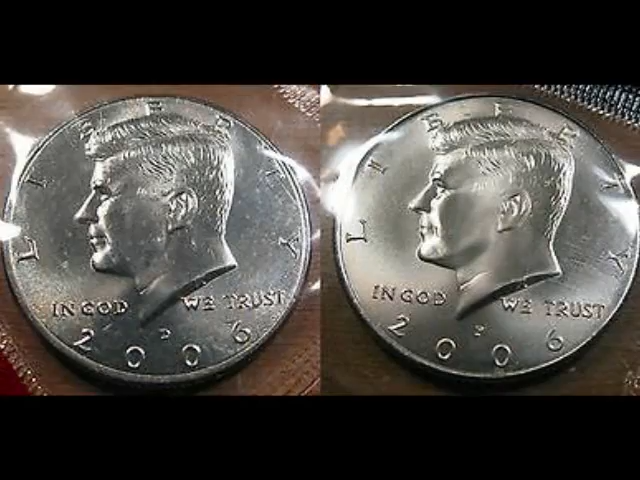 LIBERTY
IN GOD WE TRUST
D
2006
LIBERTY
IN GOD WE TRUST
P
2006